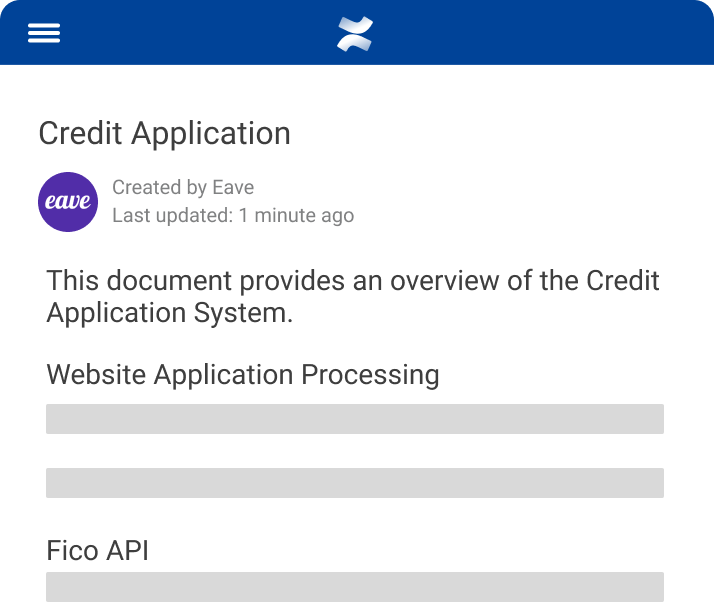 Credit Application
eave
Created by Eave
Last updated: 1 minute ago
This document provides an overview of the Credit
Application System.
Website Application Processing
Fico API